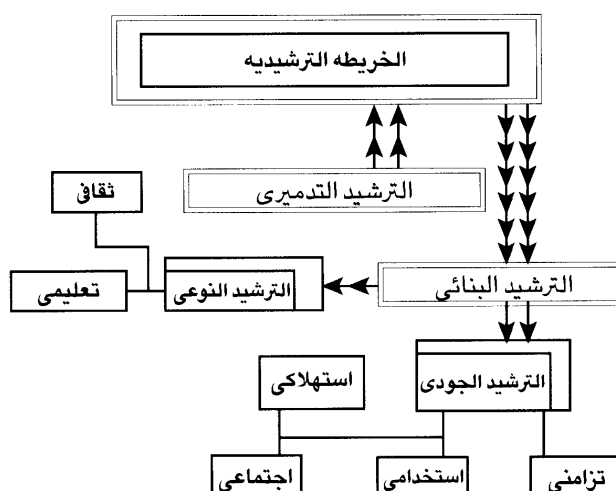 الخريطه الترشيديه
الترشيد التدميرى
ثقافى
الترشيد البنائى
الترشيد النوعى
تعليمى
الترشيد الجودى
استهلاكى
تزامنى
استخدامى
اجتماعى